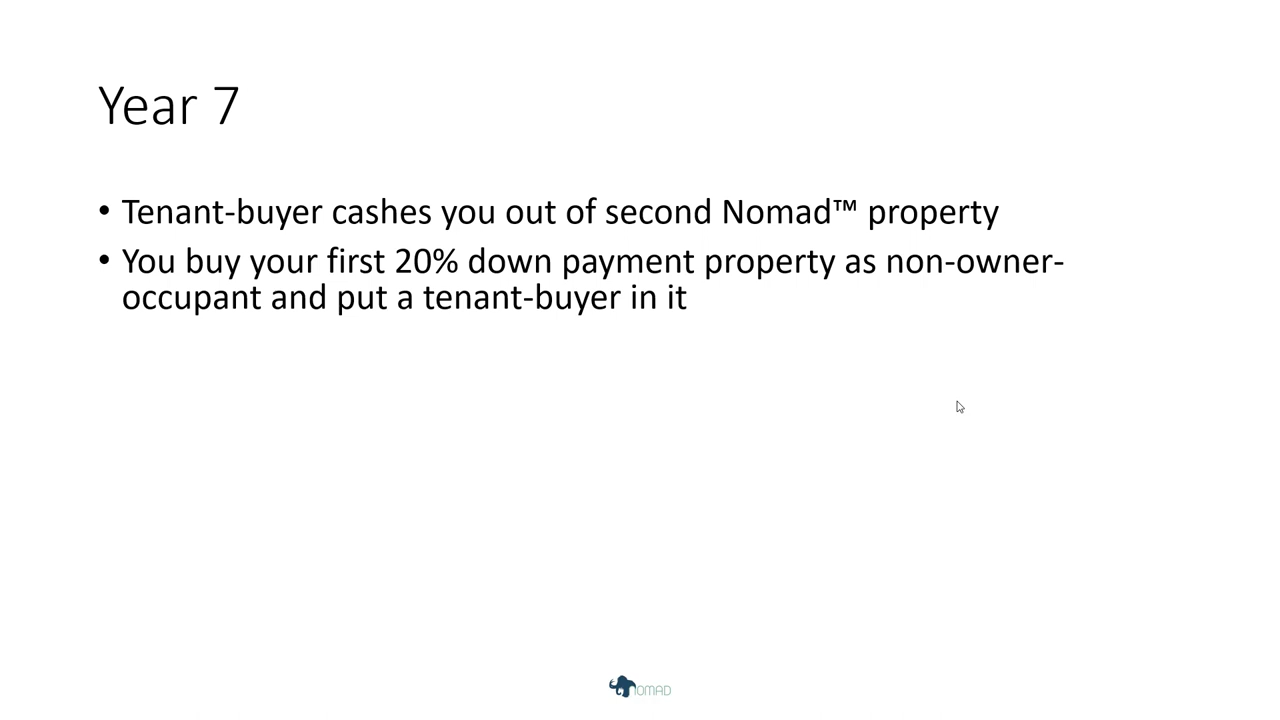 Year 7
• Tenant-buyer cashes you out of second Nomad™ property
• You buy your first 20% down payment property as non-owner-
occupant and put a tenant-buyer in it
NOMAD